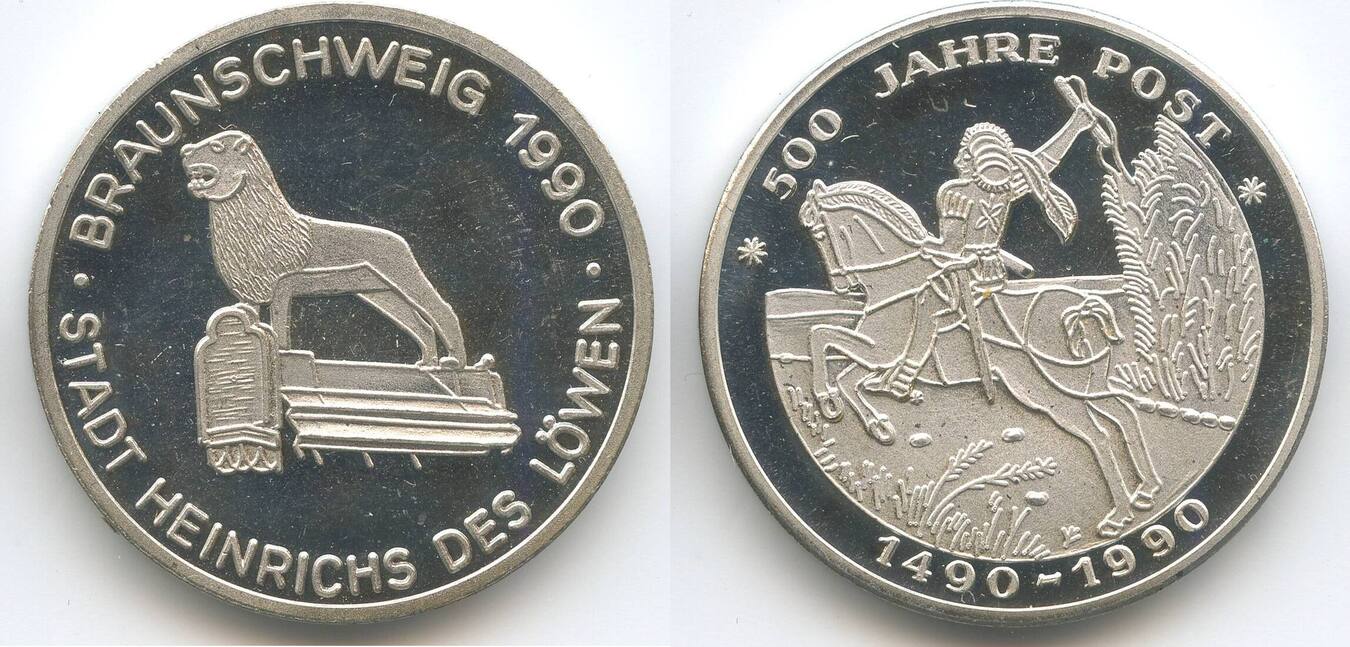 · BRAUNSCHWEIG 1990 ·
STADT HEINRICHS DES LÖWEN
500 JAHRE POST
1490-1990